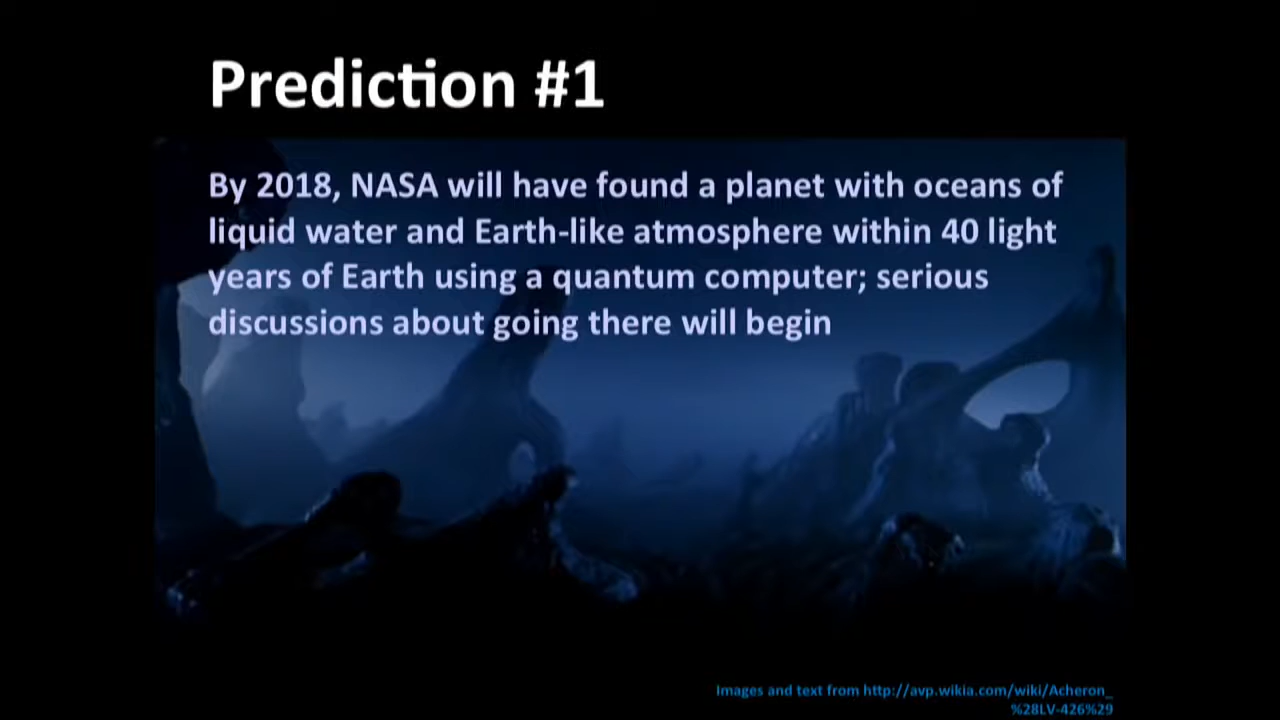 Prediction #1
By 2018, NASA will have found a planet with oceans of
liquid water and Earth-like atmosphere within 40 light
years of Earth using a quantum computer; serious
discussions about going there will begin
Images and text from http://avp.wikia.com/wiki/Acheron_
%28LV-426%29